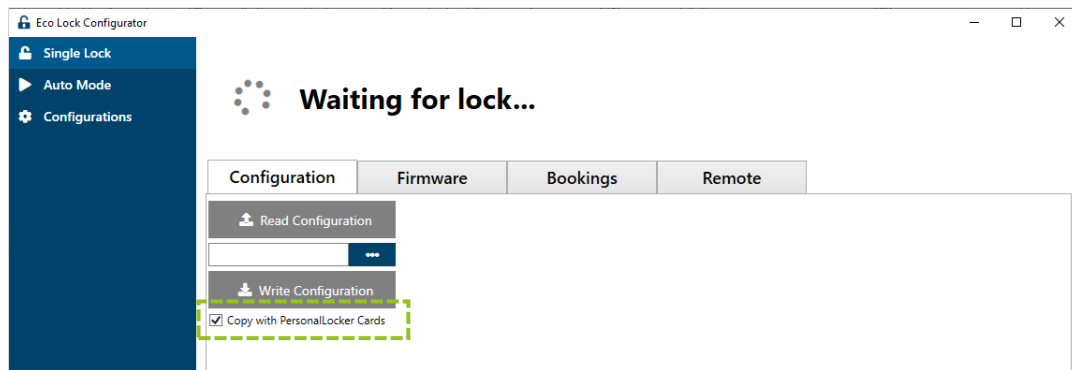 Eco Lock Configurator
Single Lock
Auto Mode
Configurations
Waiting for lock...
Configuration Firmware Bookings Remote
Read Configuration
Write Configuration
Copy with PersonalLocker Cards